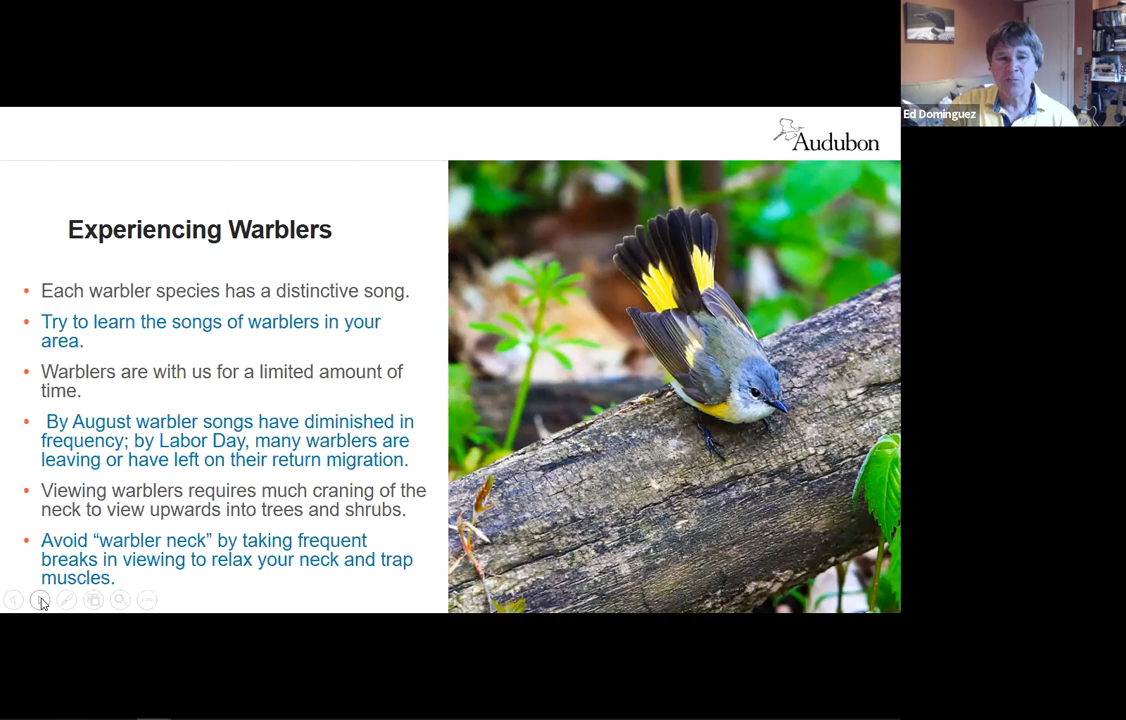 Ed Dominguez
Audubon
Experiencing Warblers
• Each warbler species has a distinctive song.
• Try to learn the songs of warblers in your
area.
• Warblers are with us for a limited amount of
time.
• By August warbler songs have diminished in
frequency; by Labor Day, many warblers are
leaving or have left on their return migration.
• Viewing warblers requires much craning of the
neck to view upwards into trees and shrubs.
• Avoid “warbler neck” by taking frequent
breaks in viewing to relax your neck and trap
muscles.